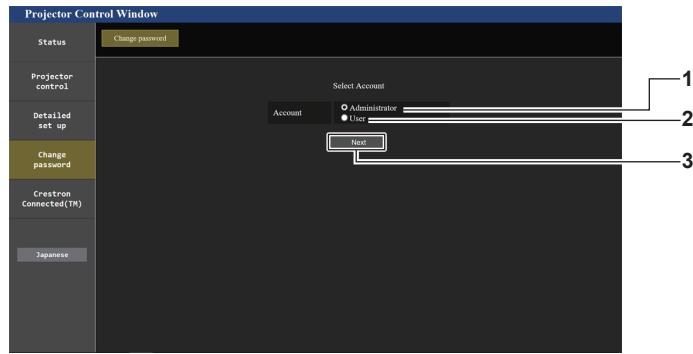 Projector Control Window
Status
Change password
Projector
control
Detailed
set up
Change
password
Crestron
Connected(TM)
Japanese
Select Account
Account
Administrator
User
Next
1
2
3